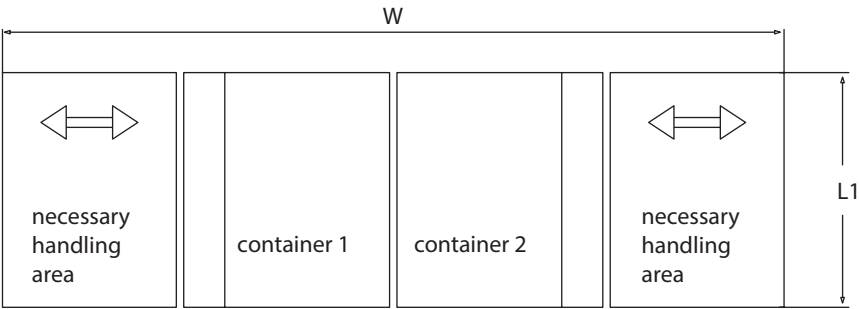 W
necessary
handling
area
container 1
container 2
necessary
handling
area
L1